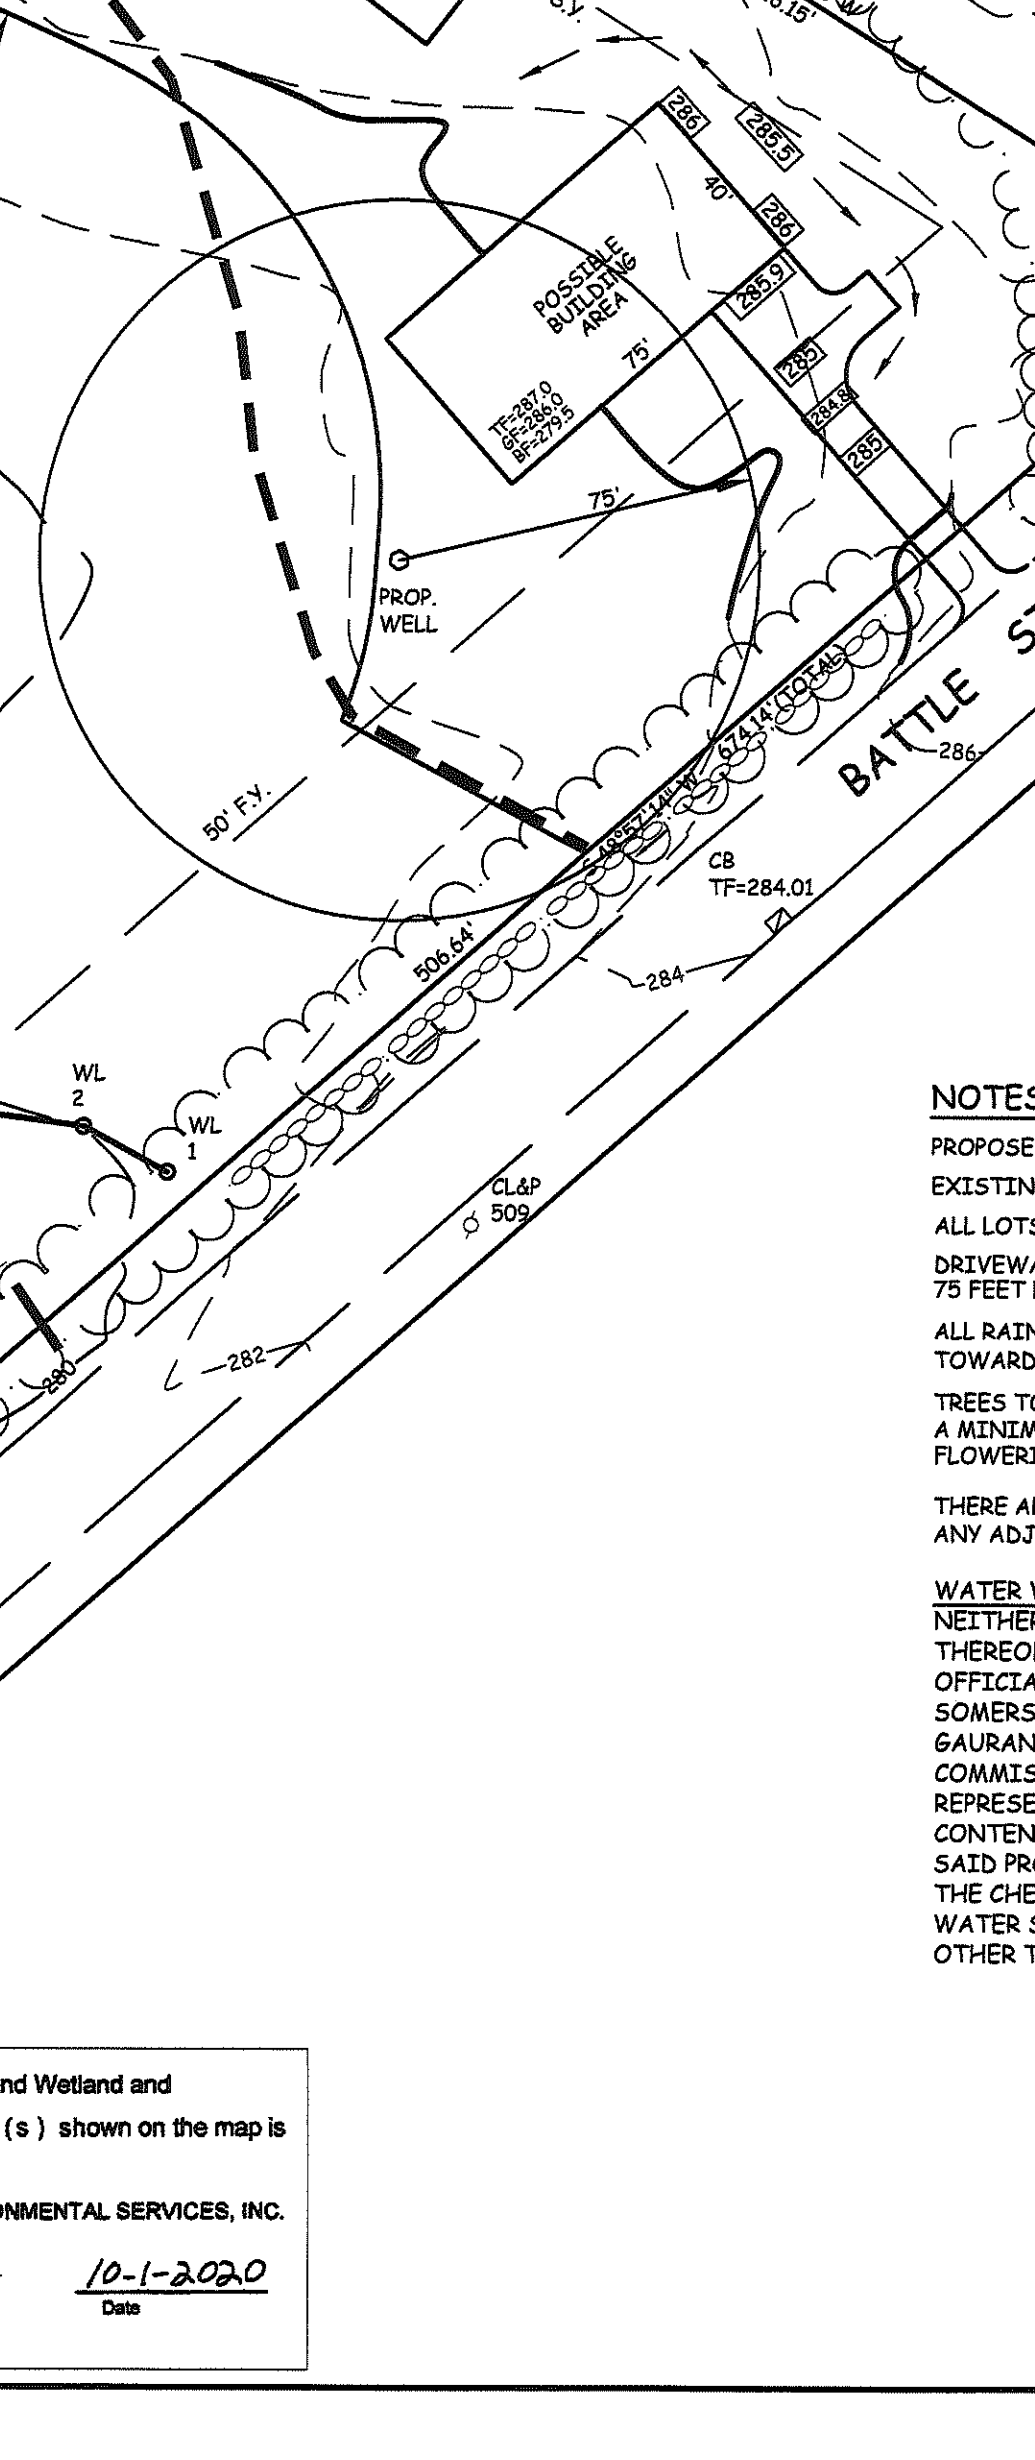 S.Y.
286
285.5
40'
286
285.9
POSSIBLE
BUILDING
AREA
75'
285
TF=287.0
GF=286.0
BF=279.5
284.8
285
75'
PROP.
WELL
674.14' (TOTAL)
BATTLE
286
50' F.Y.
S 48°57'14" W
CB
TF=284.01
506.64'
284
WL
2
WL
1
CL&P
509
282
280
NOTES
PROPOSE
EXISTIN
ALL LOTS
DRIVEWA
75 FEET
ALL RAIN
TOWARD
TREES TO
A MINIM
FLOWERI
THERE A
ANY ADJ
WATER
NEITHER
THEREO
OFFICIA
SOMERS
GAURAN
COMMIS
REPRESE
CONTEN
SAID PRO
THE CHE
WATER S
OTHER T
nd Wetland and
(s) shown on the map is
ONMENTAL SERVICES, INC.
10-1-2020
Date